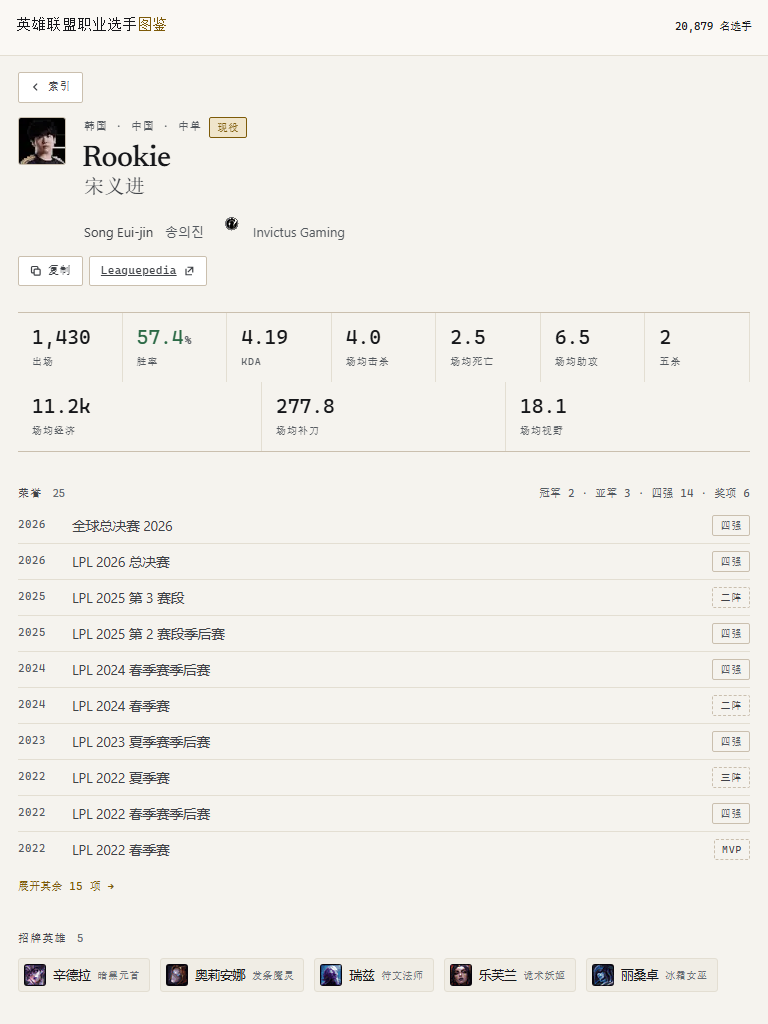 英雄联盟职业选手图鉴
20,879 名选手
索引
韩国 · 中国 · 中单 现役
Rookie
宋义进
Song Eui-jin 송의진 Invictus Gaming
复制 Leaguepedia
1,430 57.4% 4.19 4.0 2.5 6.5 2
出场 胜率 KDA 场均击杀 场均死亡 场均助攻 五杀
11.2k 277.8 18.1
场均经济 场均补刀 场均视野
荣誉 25 冠军 2 · 亚军 3 · 四强 14 · 奖项 6
2026 全球总决赛 2026 四强
2026 LPL 2026 总决赛 四强
2025 LPL 2025 第 3 赛段 二阵
2025 LPL 2025 第 2 赛段季后赛 四强
2024 LPL 2024 春季赛季后赛 四强
2024 LPL 2024 春季赛 二阵
2023 LPL 2023 夏季赛季后赛 四强
2022 LPL 2022 夏季赛 三阵
2022 LPL 2022 春季赛季后赛 四强
2022 LPL 2022 春季赛 MVP
展开其余 15 项 →
招牌英雄 5
辛德拉 暗黑元首 奥莉安娜 发条魔灵 瑞兹 符文法师 乐芙兰 诡术妖姬 丽桑卓 冰霜女巫